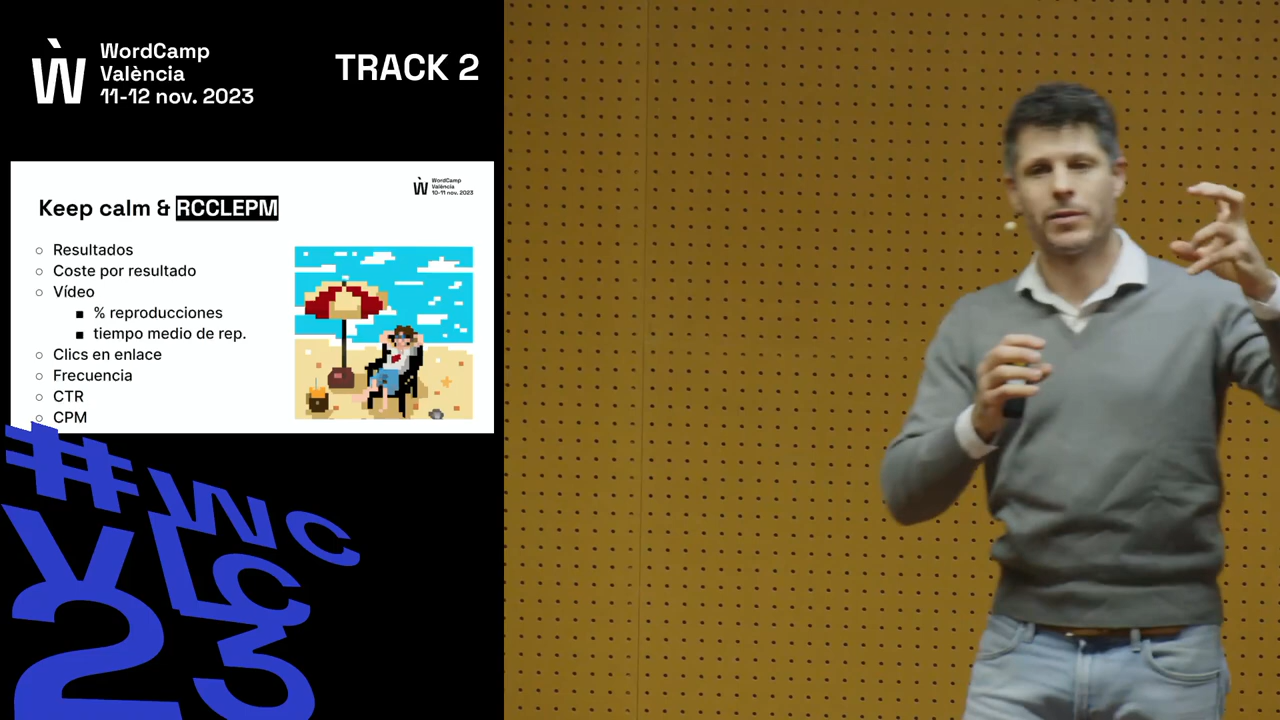 WordCamp
València
11-12 nov. 2023
TRACK 2
WordCamp
València
10-11 nov. 2023
Keep calm & RCCLEPM
Resultados
Coste por resultado
Vídeo
% reproducciones
tiempo medio de rep.
Clics en enlace
Frecuencia
CTR
CPM
#WC
VLC
23